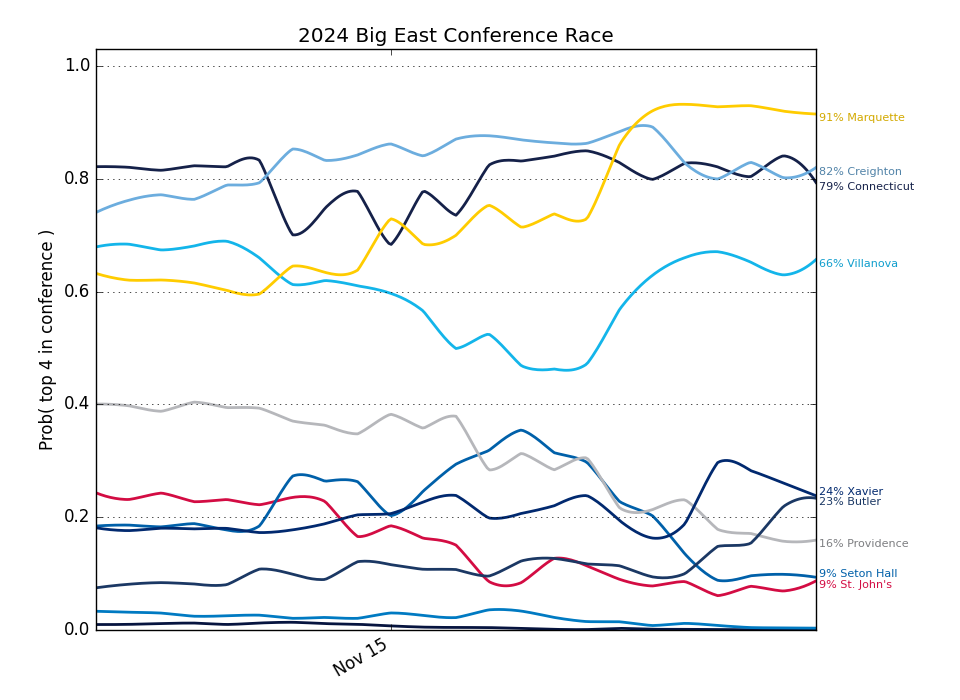 2024 Big East Conference Race
Prob( top 4 in conference )
1.0
0.8
0.6
0.4
0.2
0.0
Nov 15
91% Marquette
82% Creighton
79% Connecticut
66% Villanova
24% Xavier
23% Butler
16% Providence
9% Seton Hall
9% St. John's